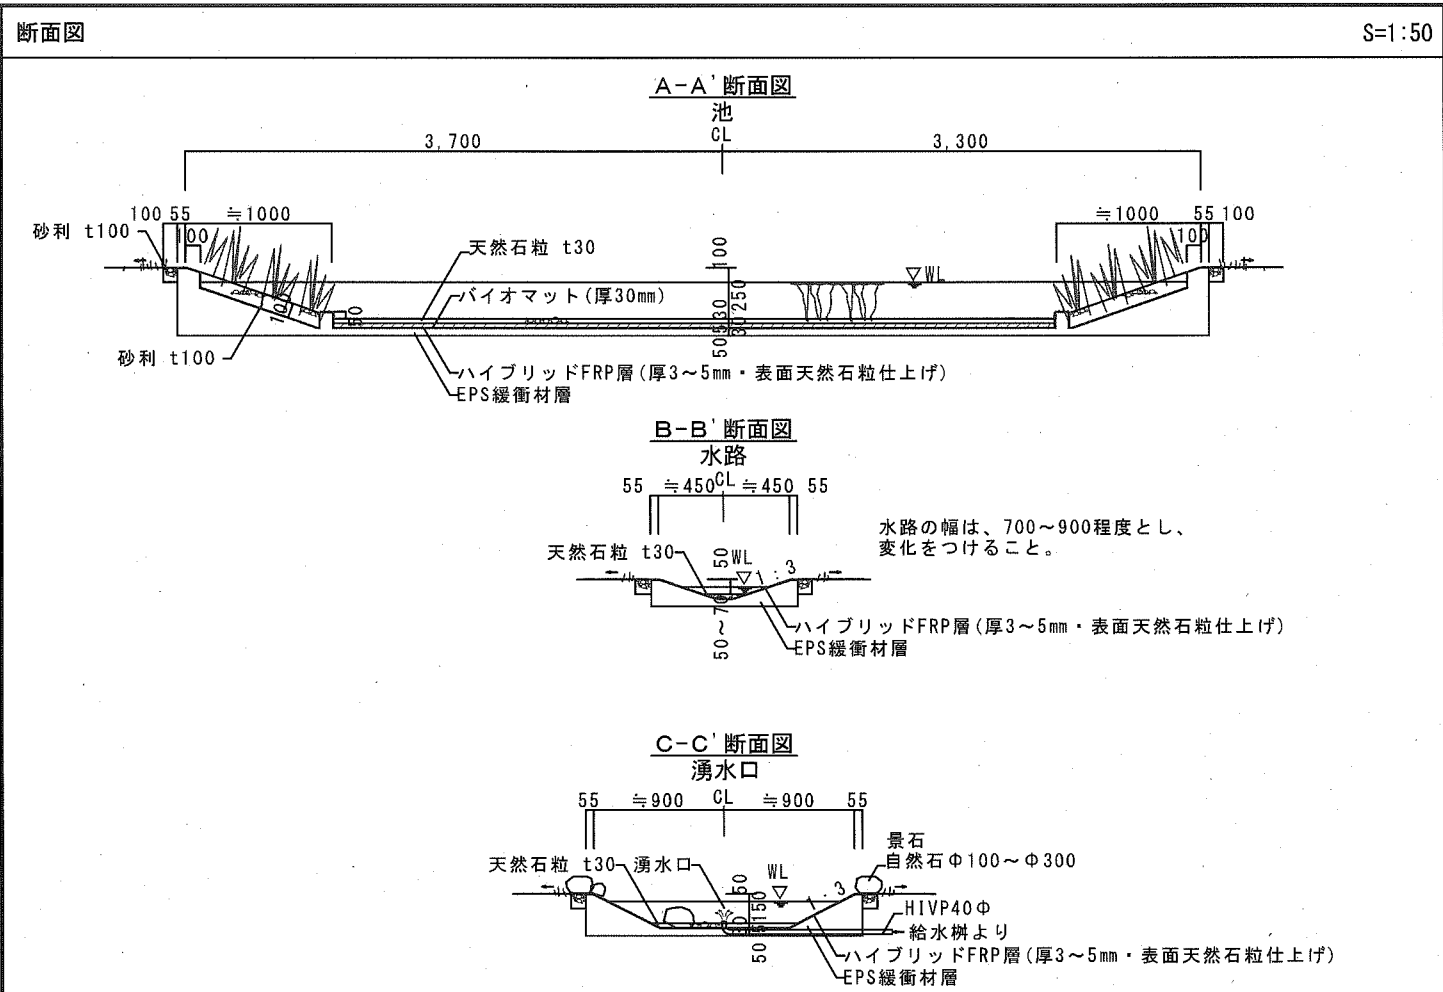 断面図
S=1:50
A-A'断面図
池
CL
3,700
3,300
100 55 ≒1000
≒1000 55 100
砂利 t100
100
100
天然石粒 t30
100
WL
バイオマット(厚30mm)
250
30
50
100
30
5
50
砂利 t100
ハイブリッドFRP層(厚3~5mm・表面天然石粒仕上げ)
EPS緩衝材層
B-B'断面図
水路
55 ≒450 CL ≒450 55
水路の幅は、700~900程度とし、
変化をつけること。
天然石粒 t30
50
WL
1:3
50~70
ハイブリッドFRP層(厚3~5mm・表面天然石粒仕上げ)
EPS緩衝材層
C-C'断面図
湧水口
55 ≒900 CL ≒900 55
景石
自然石Φ100~Φ300
天然石粒 t30
湧水口
50
WL
1:3
150
5
50
HIVP40Φ
給水桝より
ハイブリッドFRP層(厚3~5mm・表面天然石粒仕上げ)
EPS緩衝材層